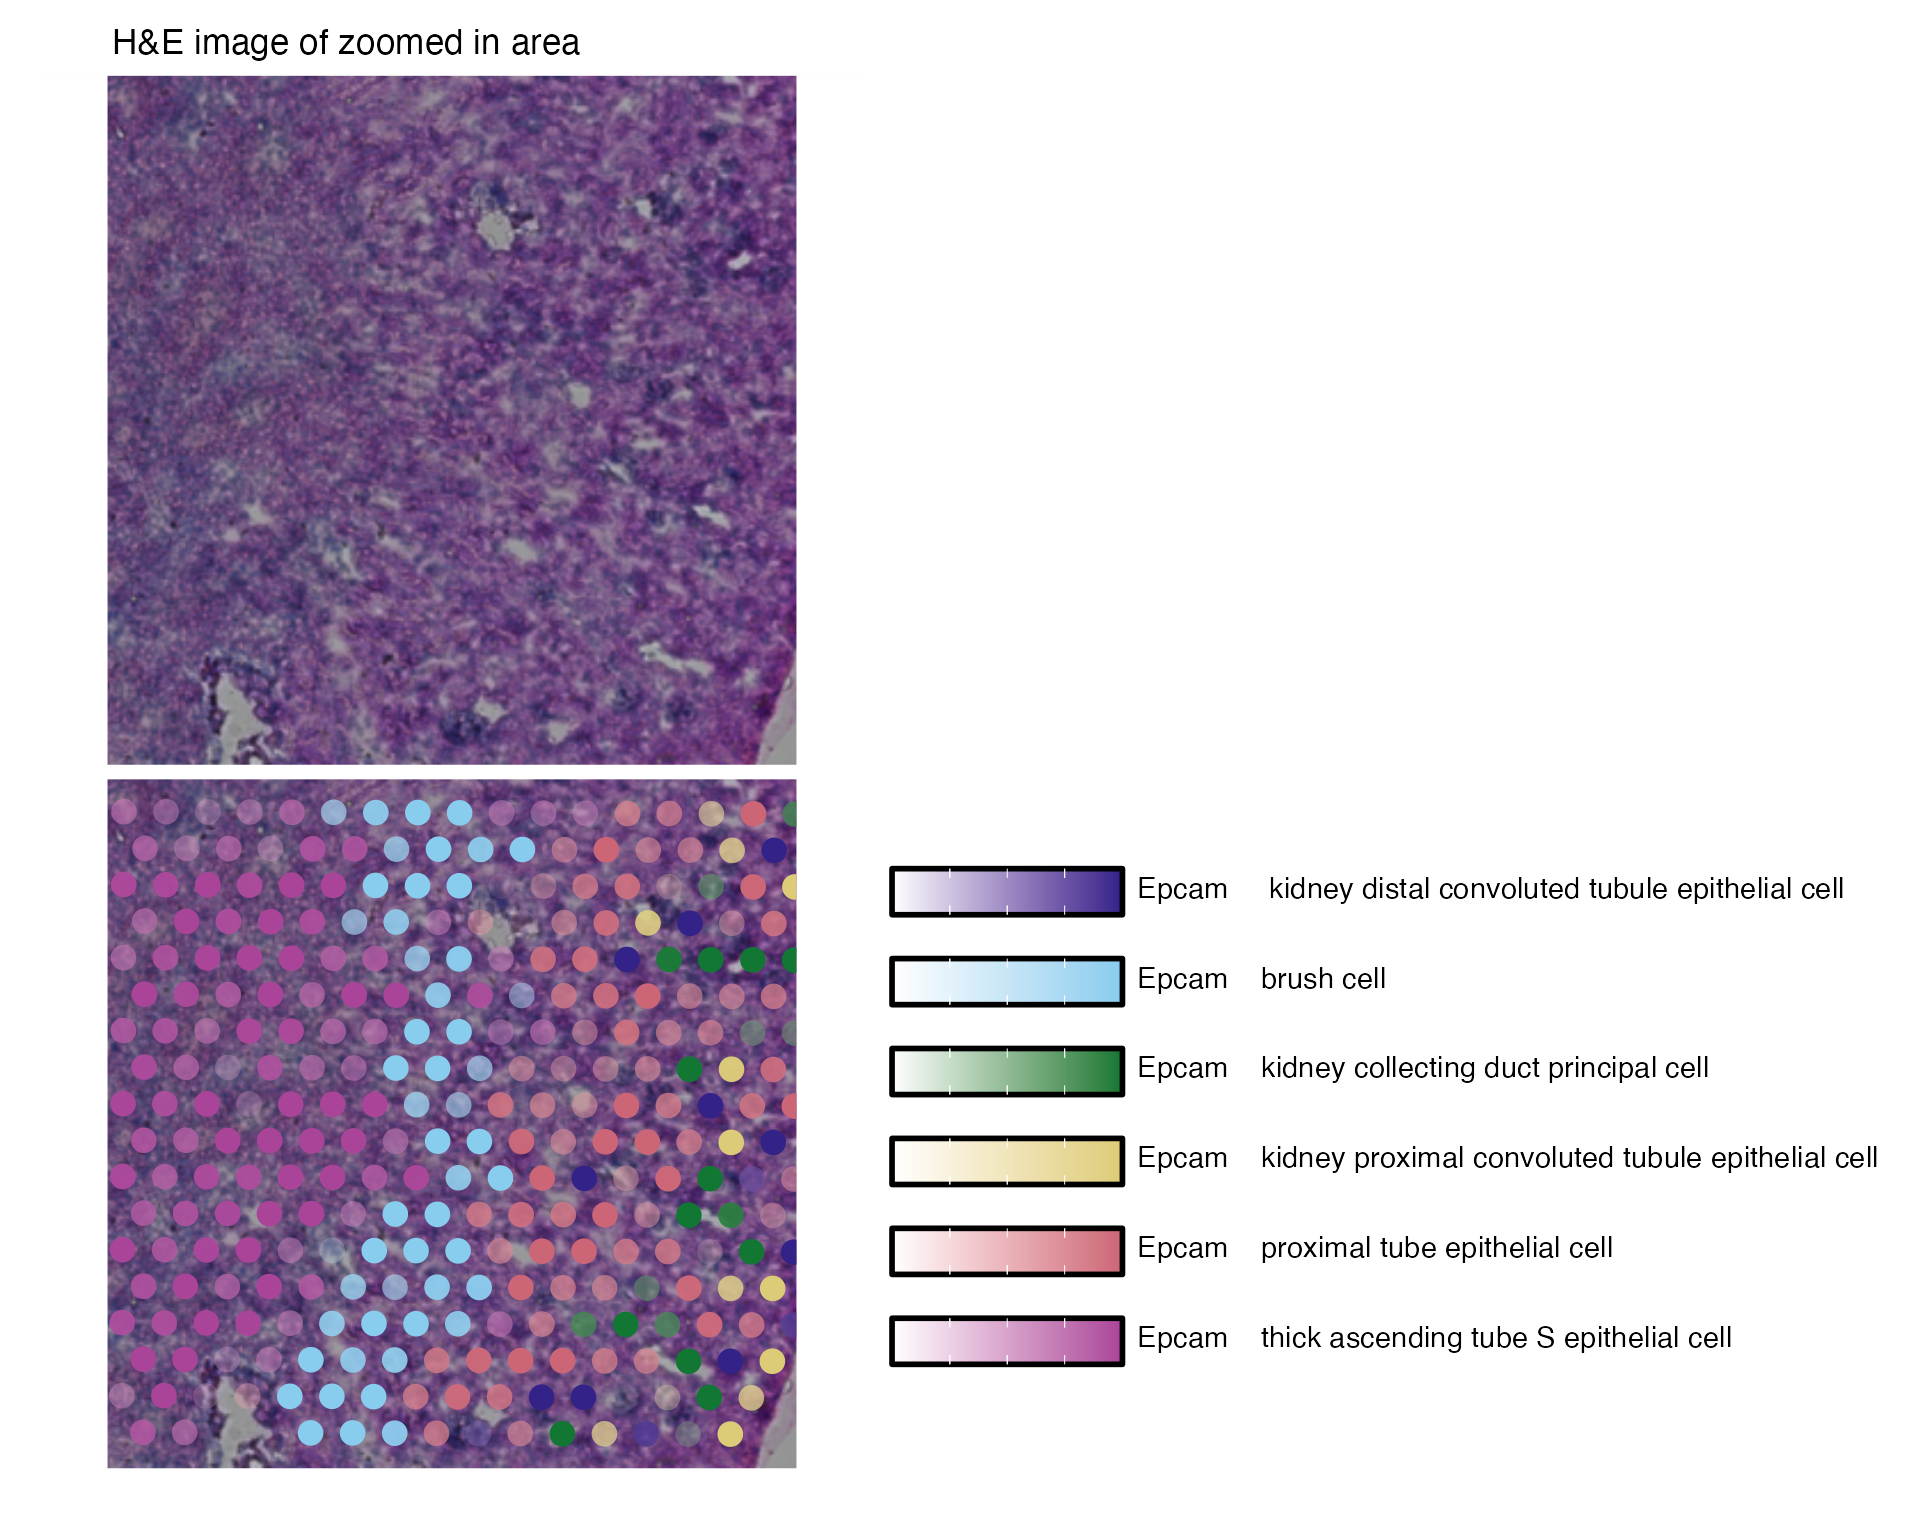 H&E image of zoomed in area
Epcam kidney distal convoluted tubule epithelial cell
Epcam brush cell
Epcam kidney collecting duct principal cell
Epcam kidney proximal convoluted tubule epithelial cell
Epcam proximal tube epithelial cell
Epcam thick ascending tube S epithelial cell